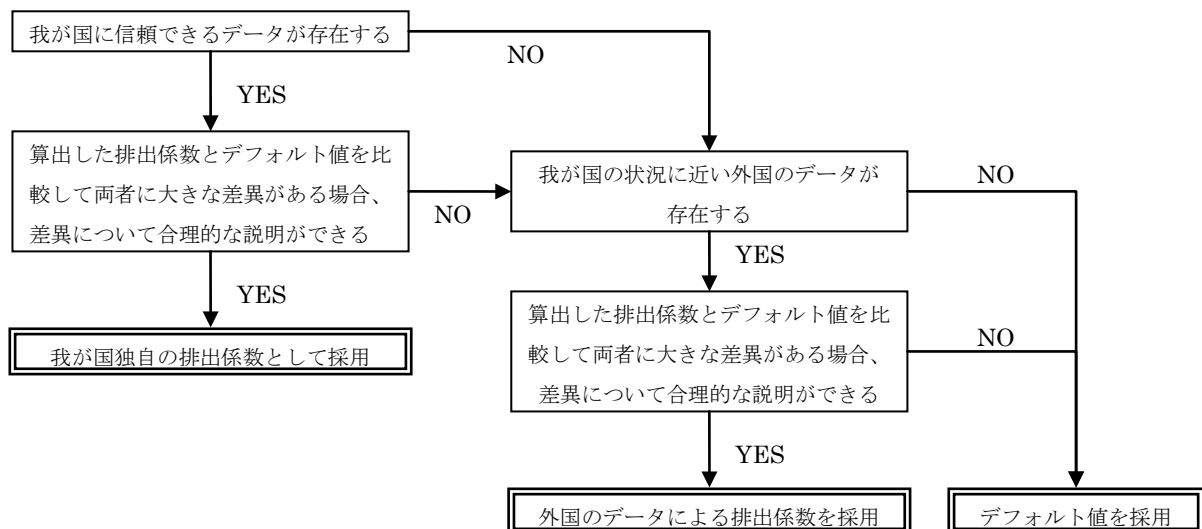 我が国に信頼できるデータが存在する
NO
YES
算出した排出係数とデフォルト値を比
較して両者に大きな差異がある場合、
差異について合理的な説明ができる
NO
我が国の状況に近い外国のデータが
存在する
NO
YES
YES
我が国独自の排出係数として採用
算出した排出係数とデフォルト値を比
較して両者に大きな差異がある場合、
差異について合理的な説明ができる
NO
YES
外国のデータによる排出係数を採用
デフォルト値を採用